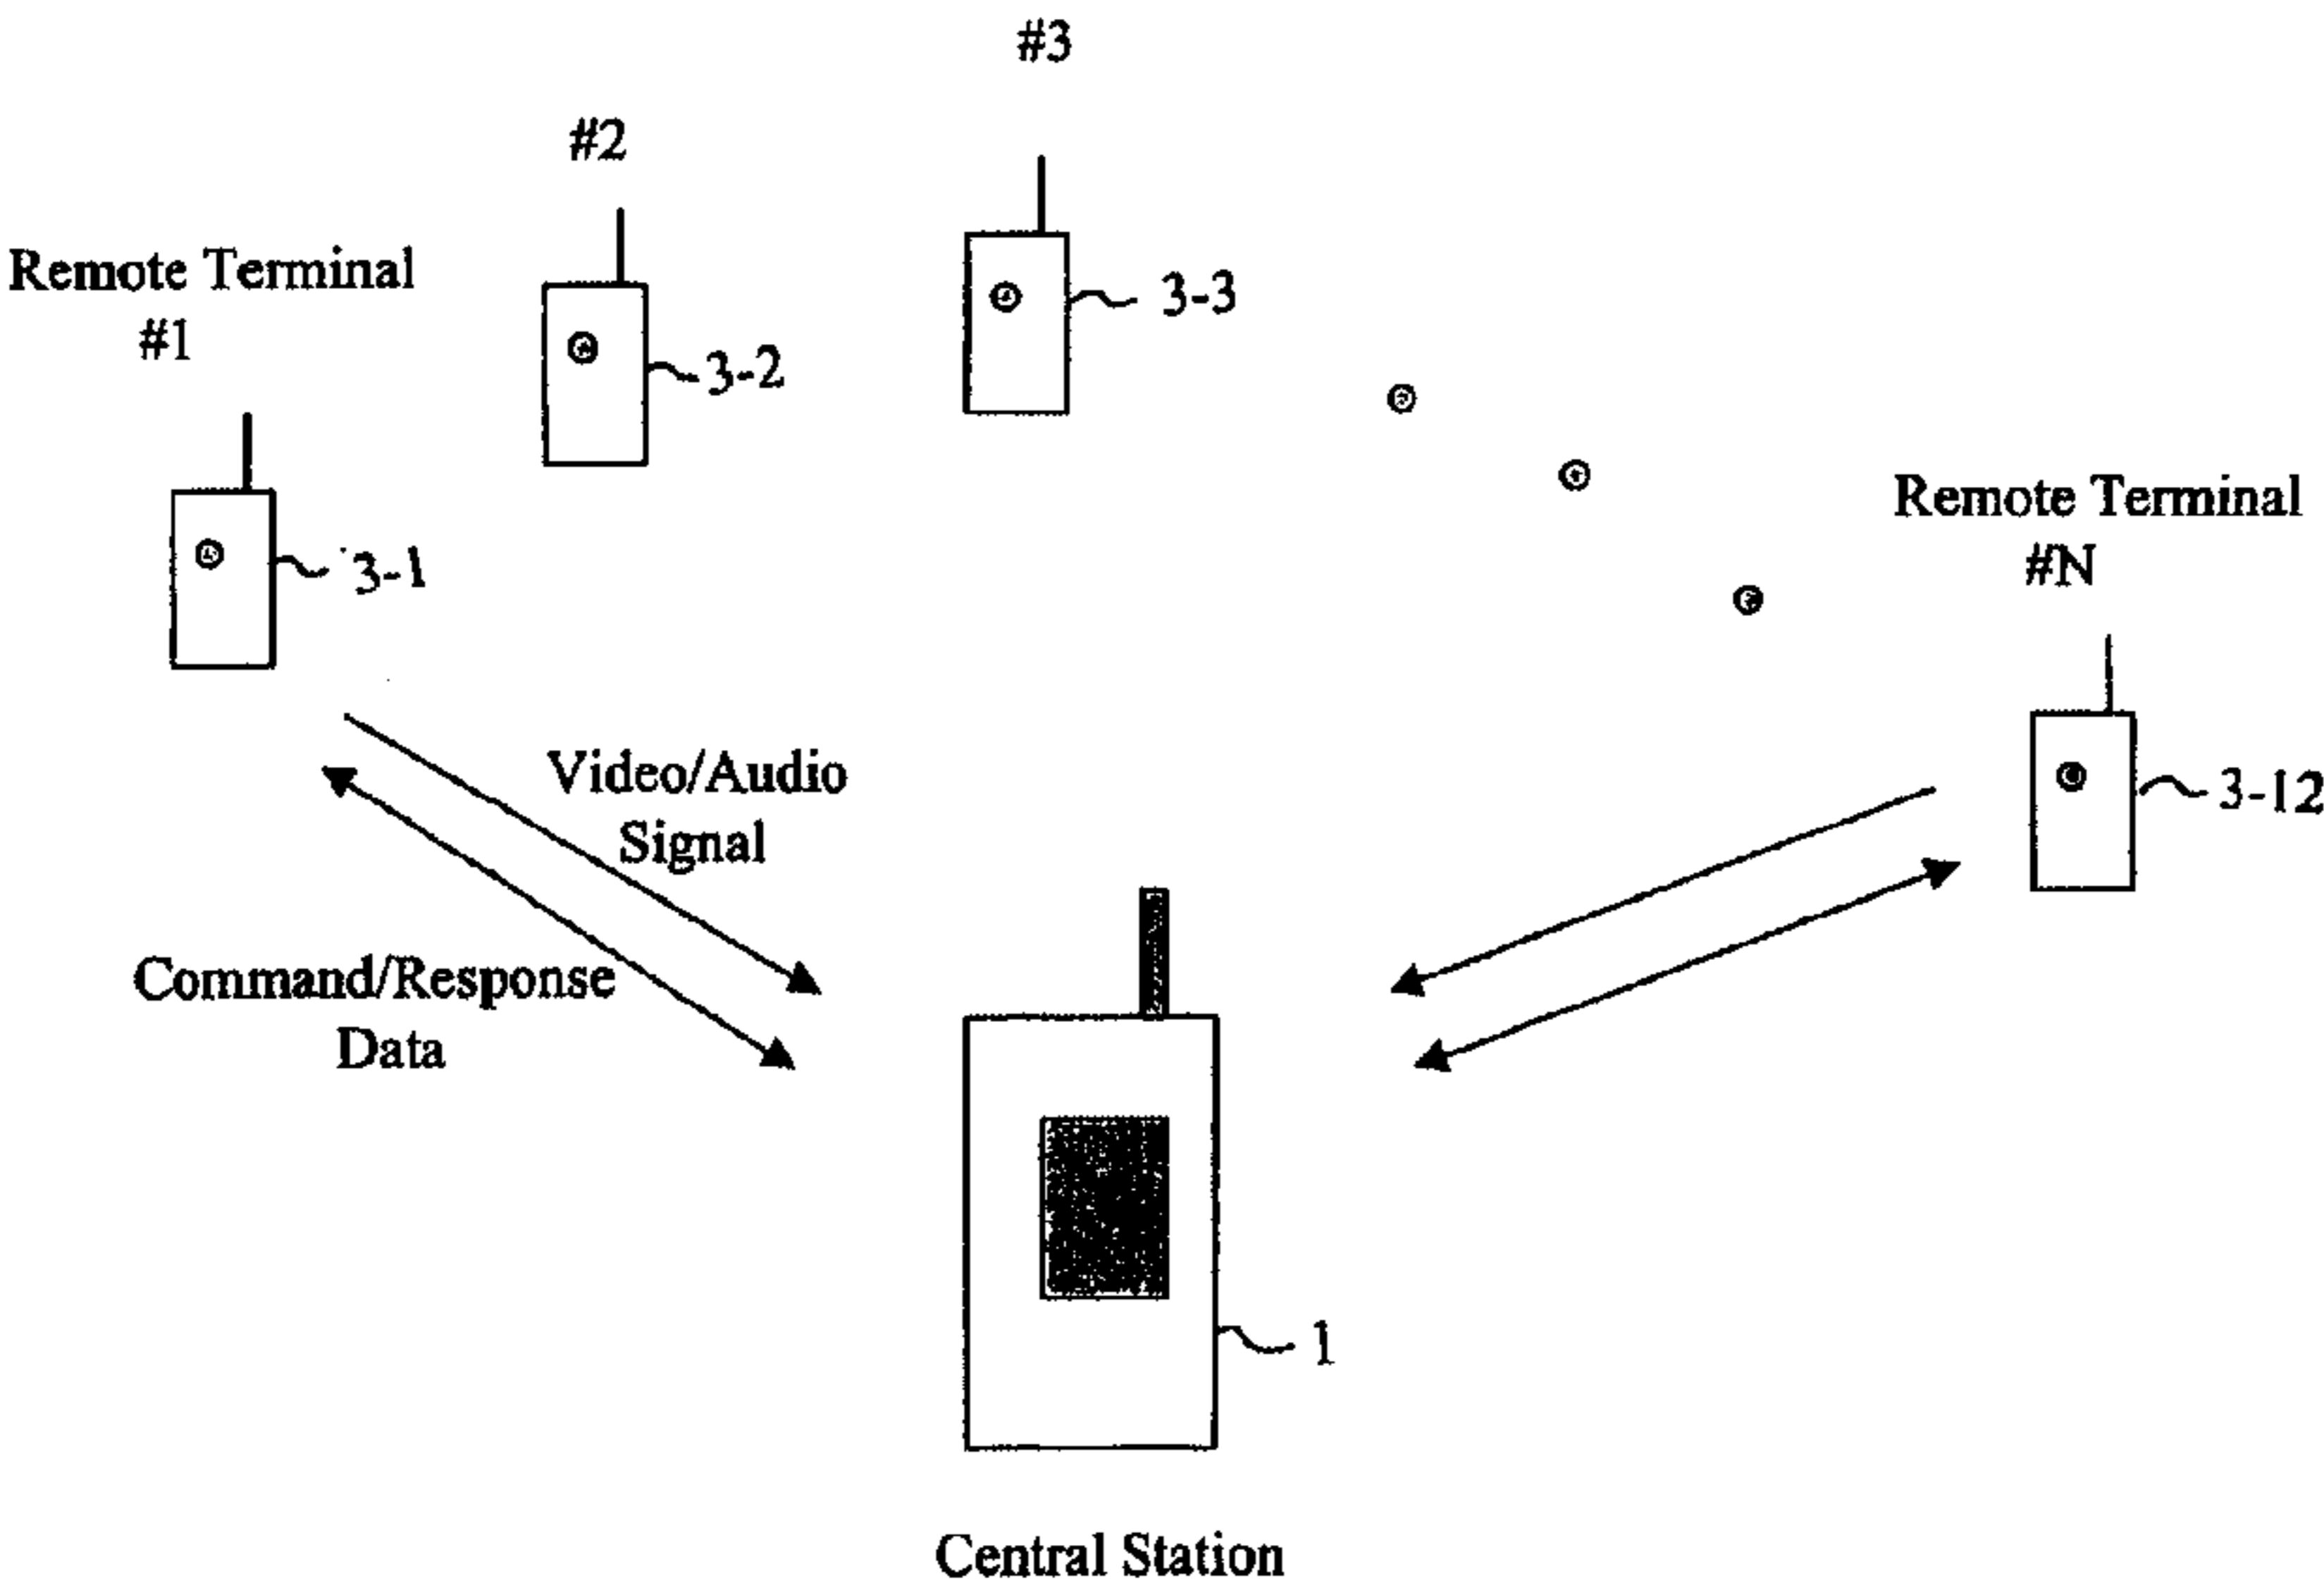 #3
#2
Remote Terminal
#1
3-3
3-2
3-1
Remote Terminal
#N
3-12
Video/Audio
Signal
Command/Response
Data
1
Central Station